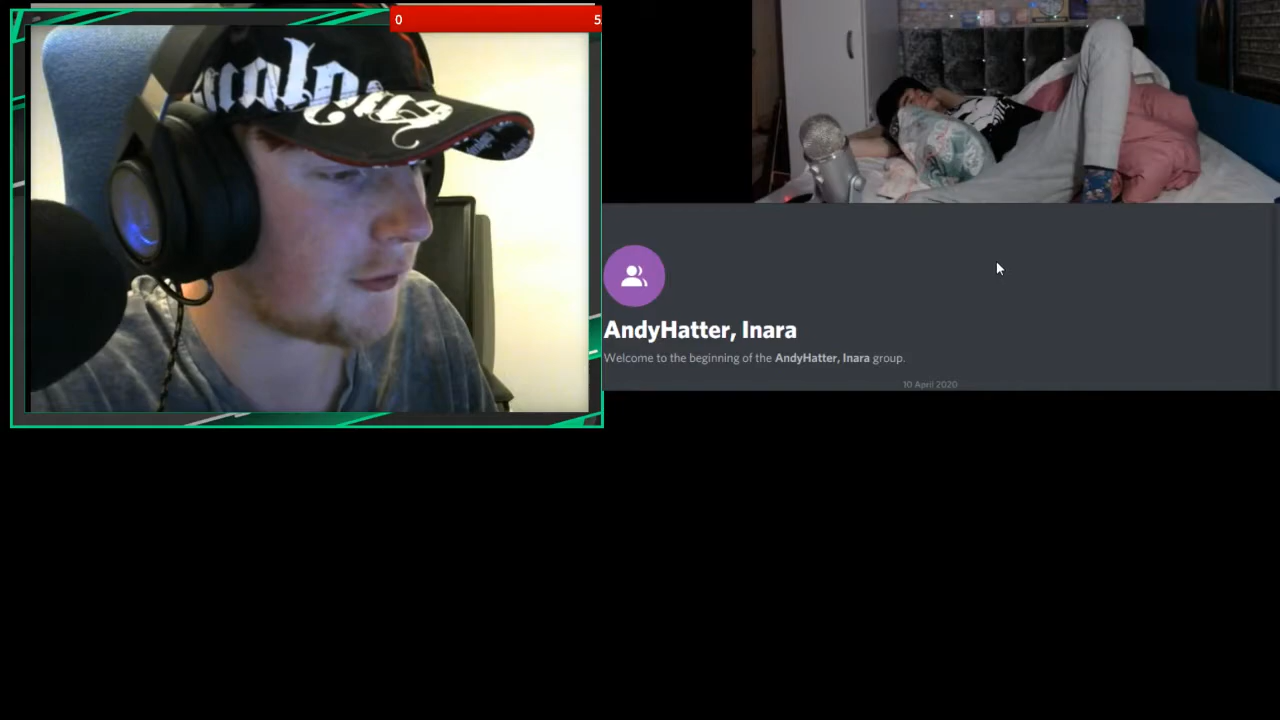 0 5
AndyHatter, Inara
Welcome to the beginning of the AndyHatter, Inara group.
10 April 2020